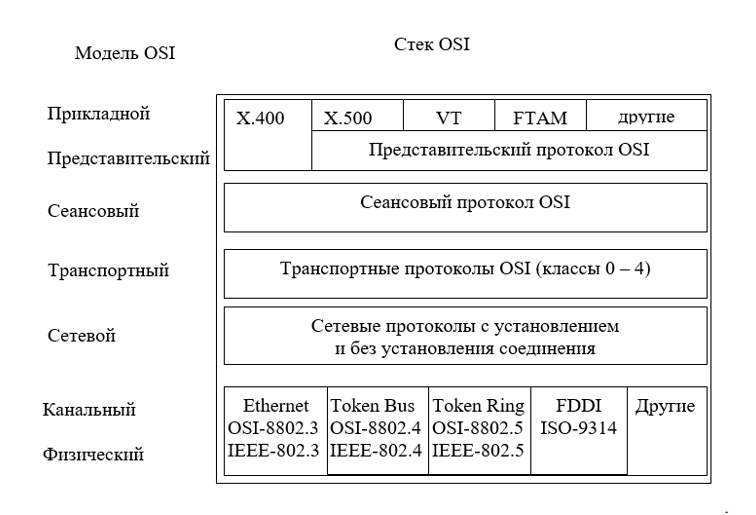 Модель OSI
Стек OSI
Прикладной
X.400
X.500
VT
FTAM
другие
Представительский
Представительский протокол OSI
Сеансовый
Сеансовый протокол OSI
Транспортный
Транспортные протоколы OSI (классы 0 – 4)
Сетевой
Сетевые протоколы с установлением
и без установления соединения
Канальный
Физический
Ethernet
OSI-8802.3
IEEE-802.3
Token Bus
OSI-8802.4
IEEE-802.4
Token Ring
OSI-8802.5
IEEE-802.5
FDDI
ISO-9314
Другие